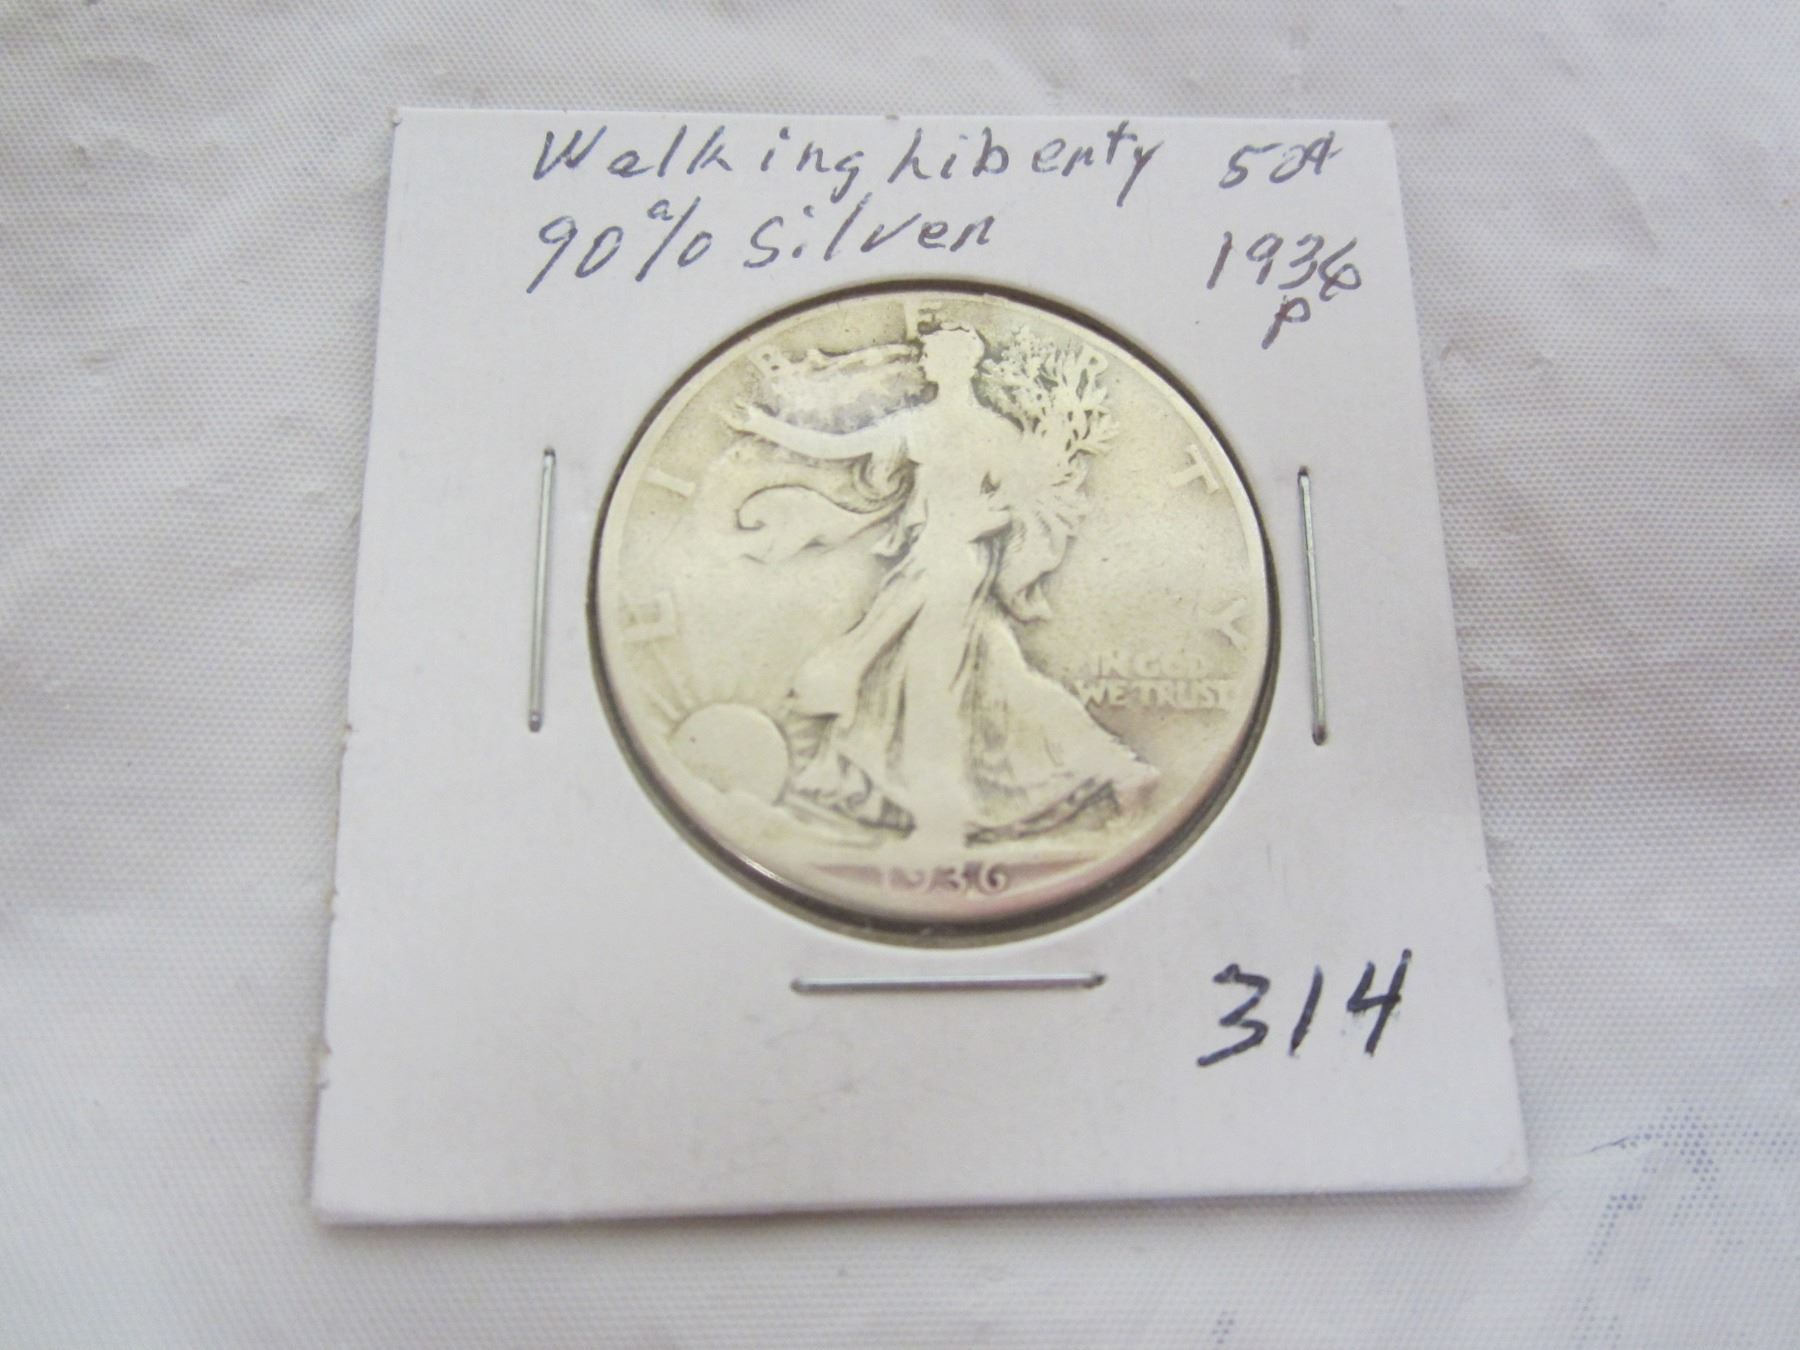 Walking Liberty 50¢
90% Silver 1936
P
LIBERTY
IN GOD
WE TRUST
1936
314